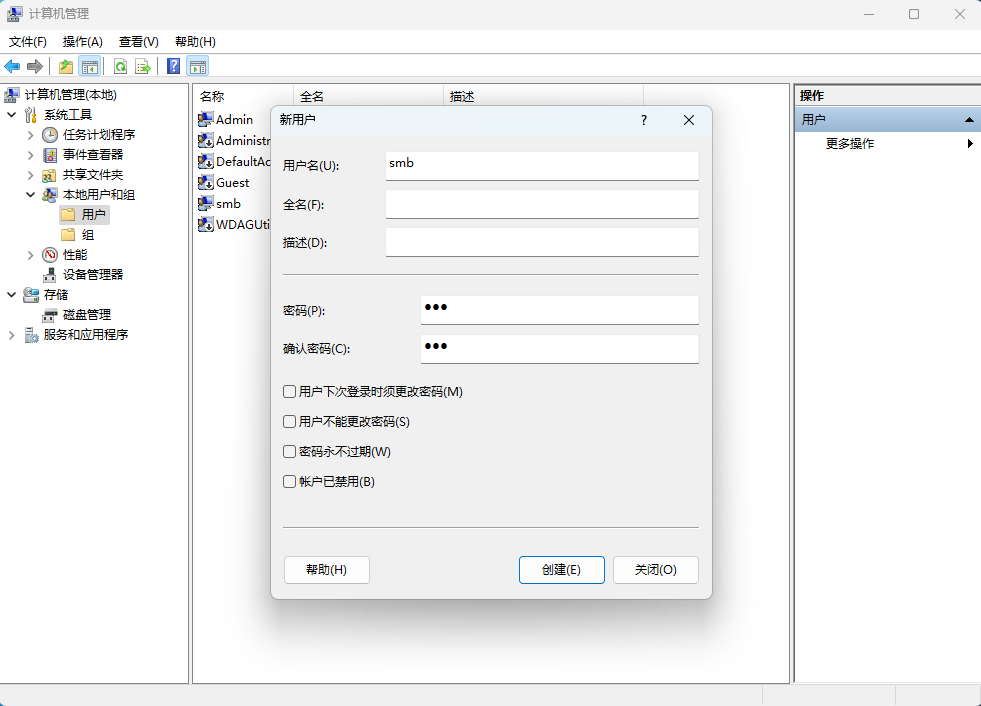 计算机管理
文件(F) 操作(A) 查看(V) 帮助(H)
计算机管理(本地)
系统工具
任务计划程序
事件查看器
共享文件夹
本地用户和组
用户
组
性能
设备管理器
存储
磁盘管理
服务和应用程序
名称 全名 描述
Admin
Administr
DefaultAc
Guest
smb
WDAGUti
新用户 ?
用户名(U): smb
全名(F):
描述(D):
密码(P): ●●●
确认密码(C): ●●●
用户下次登录时须更改密码(M)
用户不能更改密码(S)
密码永不过期(W)
帐户已禁用(B)
帮助(H) 创建(E) 关闭(O)
操作
用户
更多操作